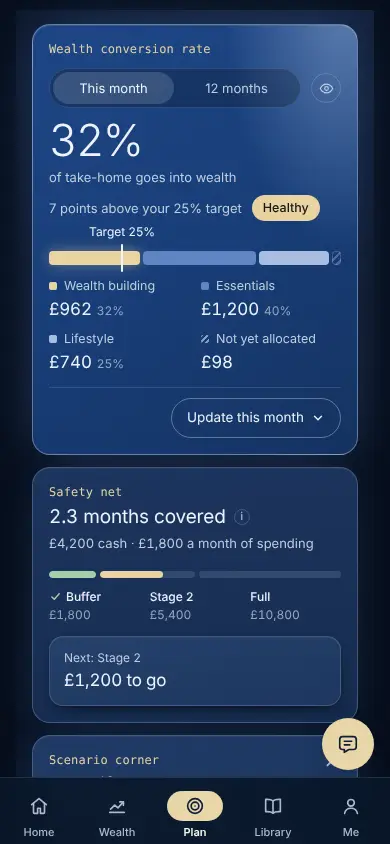 Wealth conversion rate
This month
12 months
32%
of take-home goes into wealth
7 points above your 25% target
Healthy
Target 25%
Wealth building
£962 32%
Essentials
£1,200 40%
Lifestyle
£740 25%
Not yet allocated
£98
Update this month
Safety net
2.3 months covered
£4,200 cash · £1,800 a month of spending
Buffer
£1,800
Stage 2
£5,400
Full
£10,800
Next: Stage 2
£1,200 to go
Scenario corner
Home
Wealth
Plan
Library
Me